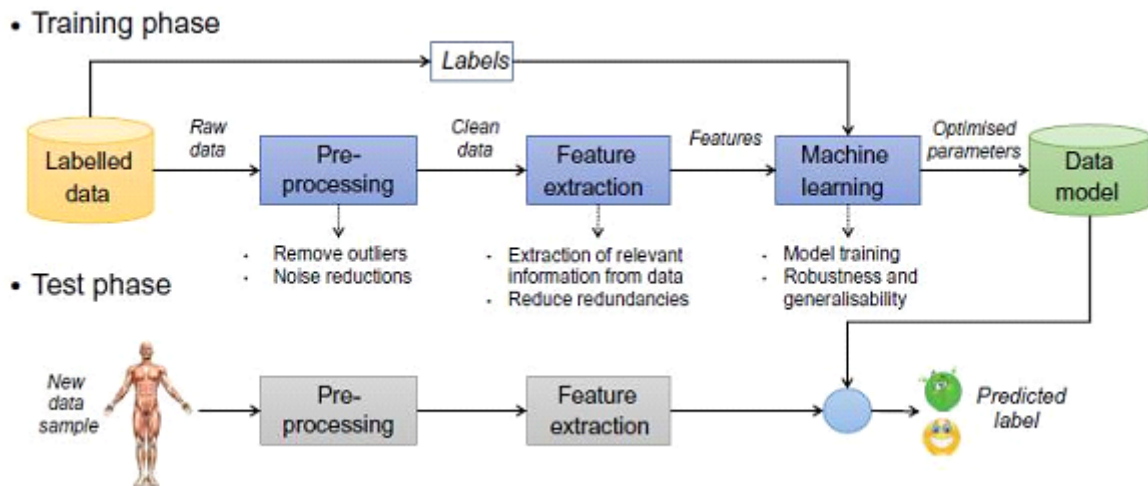 • Training phase
Labels
Labelled
data
Raw
data
Pre-
processing
Clean
data
Feature
extraction
Features
Machine
learning
Optimised
parameters
Data
model
· Remove outliers
· Noise reductions
· Extraction of relevant
information from data
· Reduce redundancies
· Model training
· Robustness and
generalisability
• Test phase
New
data
sample
Pre-
processing
Feature
extraction
Predicted
label